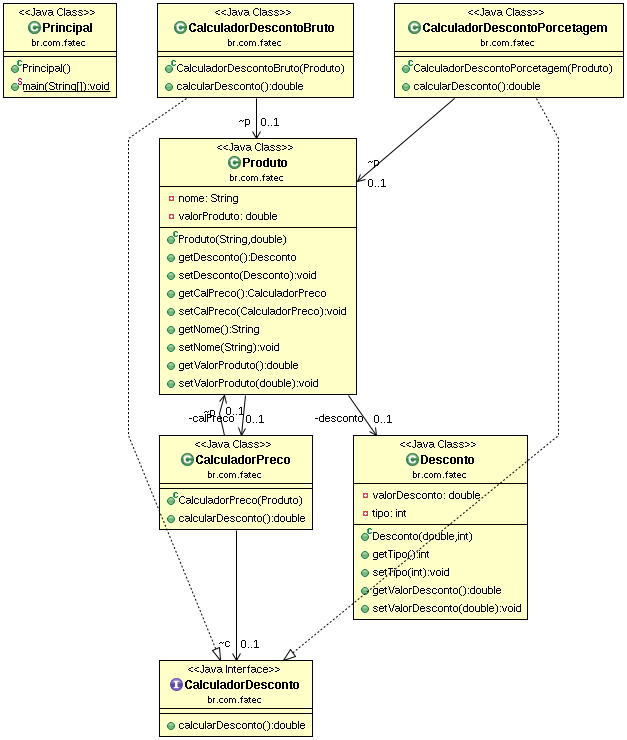 <<Java Class>>
Principal
br.com.fatec
Principal()
main(String[]):void
<<Java Class>>
CalculadorDescontoBruto
br.com.fatec
CalculadorDescontoBruto(Produto)
calcularDesconto():double
<<Java Class>>
CalculadorDescontoPorcetagem
br.com.fatec
CalculadorDescontoPorcetagem(Produto)
calcularDesconto():double
~p 0..1
~p
0..1
<<Java Class>>
Produto
br.com.fatec
nome: String
valorProduto: double
Produto(String,double)
getDesconto():Desconto
setDesconto(Desconto):void
getCalPreco():CalculadorPreco
setCalPreco(CalculadorPreco):void
getNome():String
setNome(String):void
getValorProduto():double
setValorProduto(double):void
~p 0..1
-calPreco 0..1
-desconto 0..1
<<Java Class>>
CalculadorPreco
br.com.fatec
CalculadorPreco(Produto)
calcularDesconto():double
<<Java Class>>
Desconto
br.com.fatec
valorDesconto: double
tipo: int
Desconto(double,int)
getTipo():int
setTipo(int):void
getValorDesconto():double
setValorDesconto(double):void
~c 0..1
<<Java Interface>>
CalculadorDesconto
br.com.fatec
calcularDesconto():double